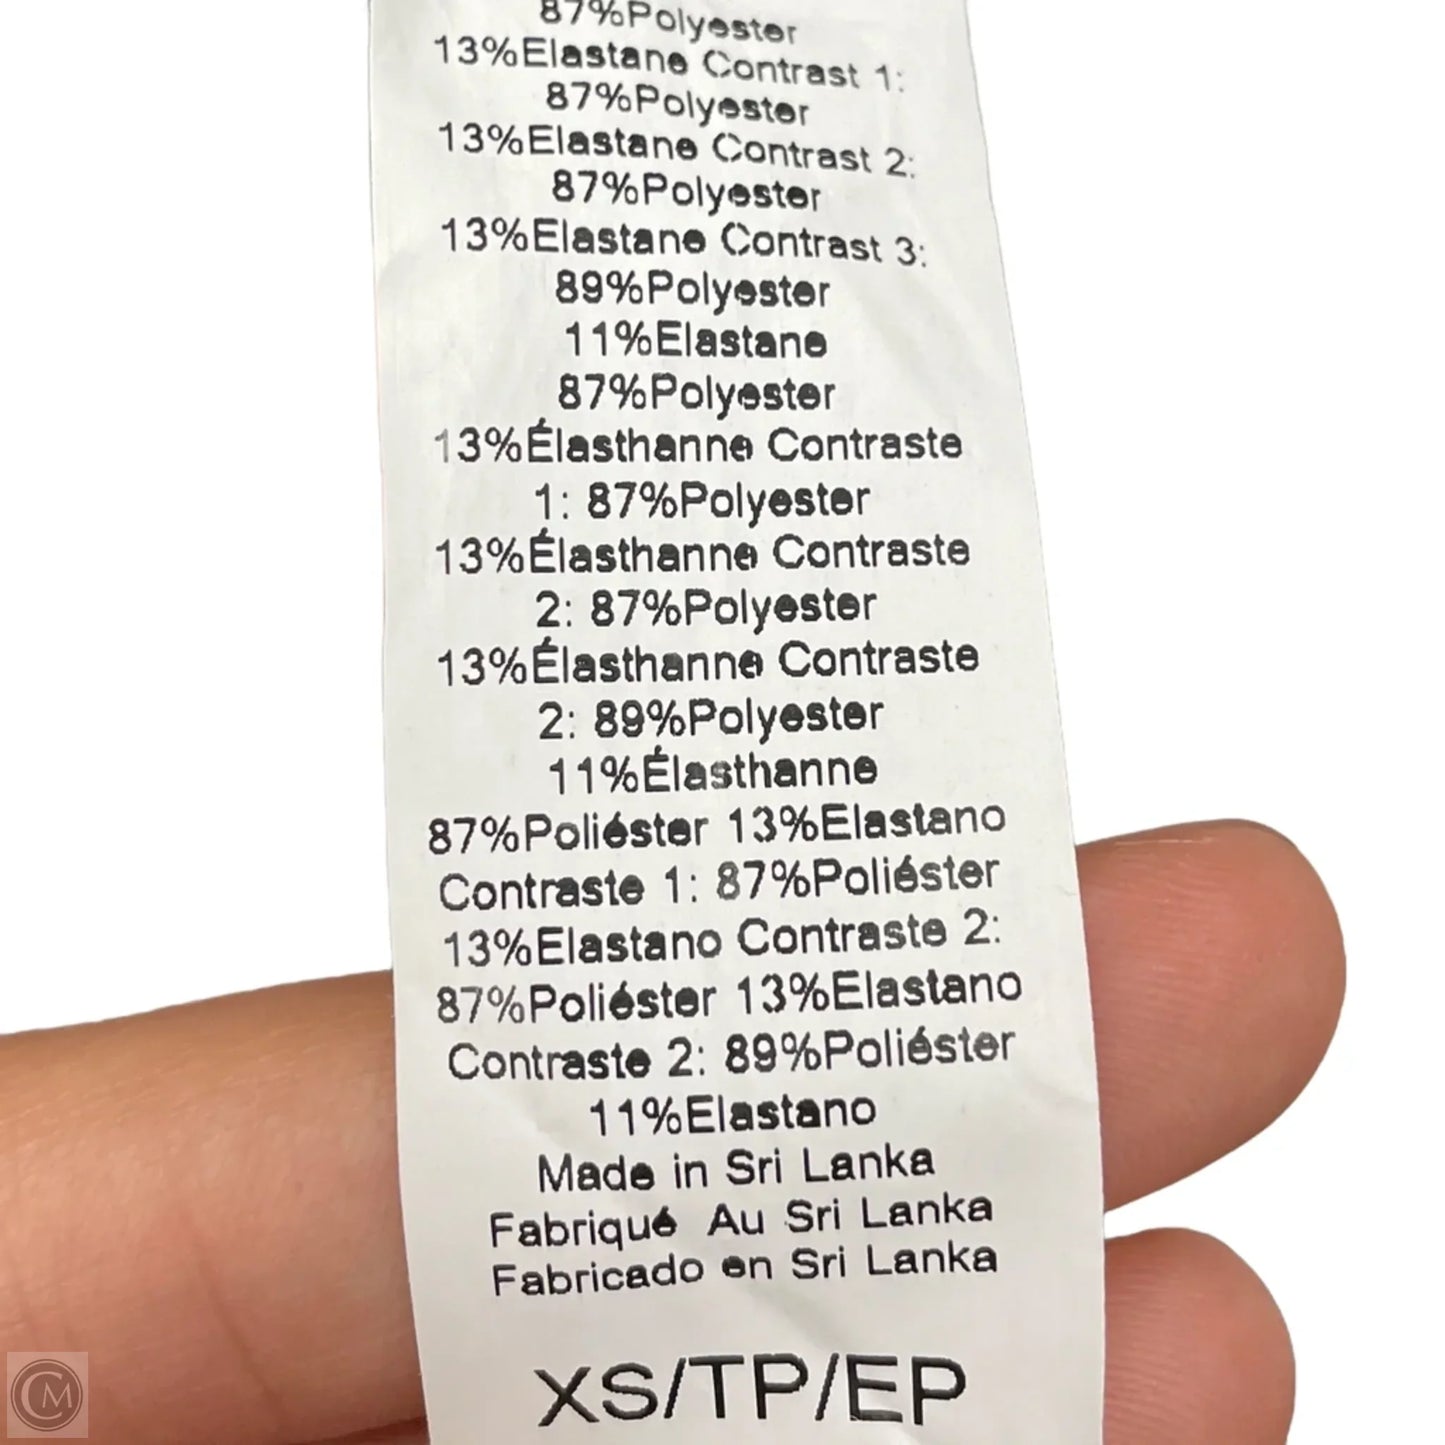 87%Polyester
13%Elastane Contrast 1:
87%Polyester
13%Elastane Contrast 2:
87%Polyester
13%Elastane Contrast 3:
89%Polyester
11%Elastane
87%Polyester
13%Élasthanne Contraste
1: 87%Polyester
13%Élasthanne Contraste
2: 87%Polyester
13%Élasthanne Contraste
2: 89%Polyester
11%Élasthanne
87%Poliéster 13%Elastano
Contraste 1: 87%Poliéster
13%Elastano Contraste 2:
87%Poliéster 13%Elastano
Contraste 2: 89%Poliéster
11%Elastano
Made in Sri Lanka
Fabriqué Au Sri Lanka
Fabricado en Sri Lanka
XS/TP/EP
CM